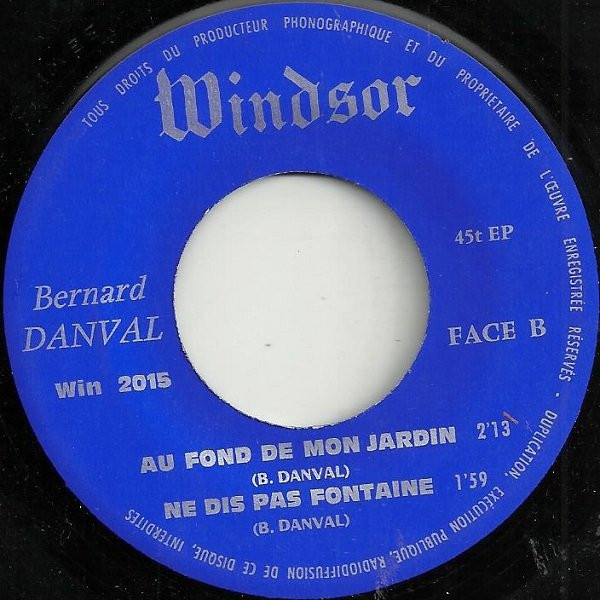 TOUS DROITS DU PRODUCTEUR PHONOGRAPHIQUE ET DU PROPRIETAIRE DE L'ŒUVRE ENREGISTRÉE RÉSERVÉS - DUPLICATION, EXÉCUTION PUBLIQUE, RADIODIFFUSION DE CE DISQUE, INTERDITES
Windsor
45t EP
Bernard
DANVAL
FACE B
Win 2015
AU FOND DE MON JARDIN 2'13
(B. DANVAL)
NE DIS PAS FONTAINE 1'59
(B. DANVAL)